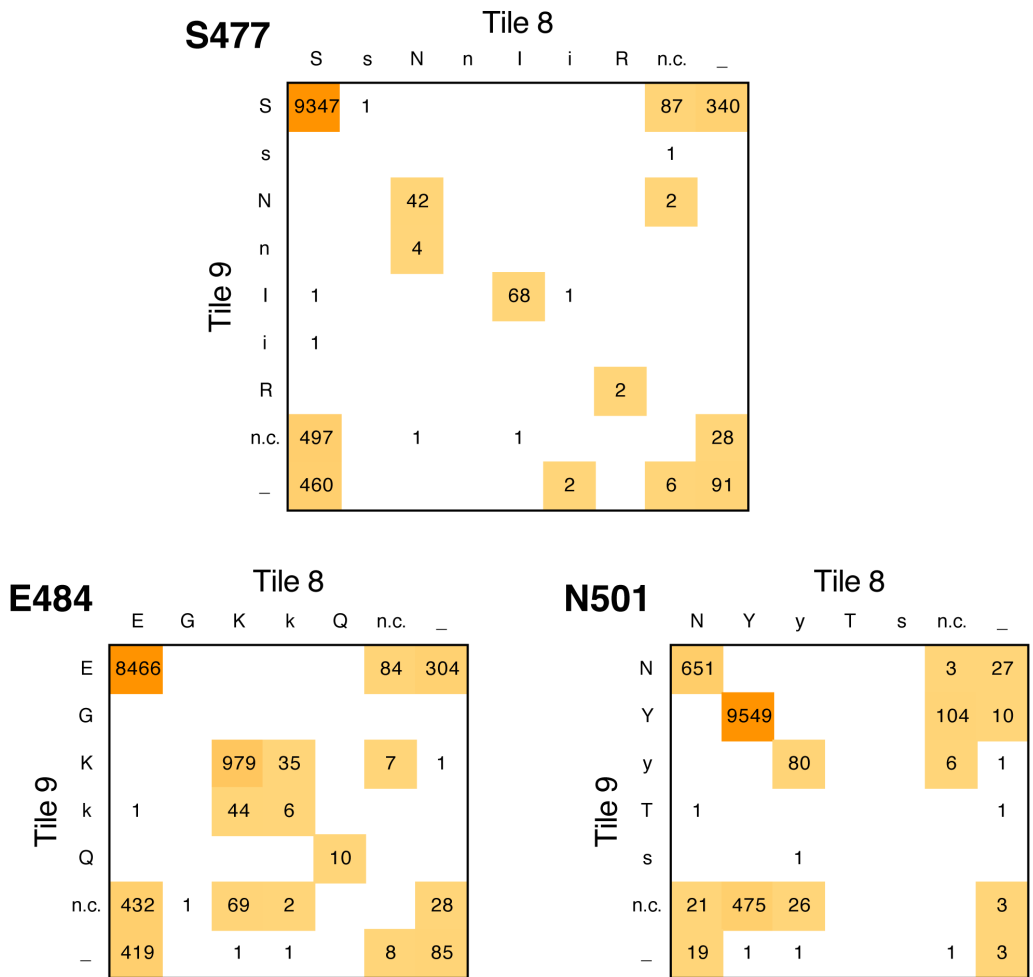 S477
Tile 8
S s N n I i R n.c. _
S 9347 1 87 340
s 1
N 42 2
n 4
I 1 68 1
i 1
R 2
n.c. 497 1 1 28
_ 460 2 6 91
Tile 9
E484
Tile 8
E G K k Q n.c. _
E 8466 84 304
G
K 979 35 7 1
k 1 44 6
Q 10
n.c. 432 1 69 2 28
_ 419 1 1 8 85
Tile 9
N501
Tile 8
N Y y T s n.c. _
N 651 3 27
Y 9549 104 10
y 80 6 1
T 1 1
s 1
n.c. 21 475 26 3
_ 19 1 1 1 3
Tile 9